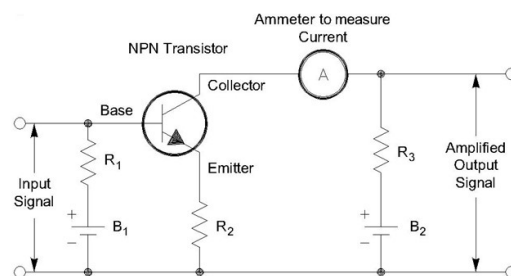 Ammeter to measure
Current
NPN Transistor
A
Collector
Base
Emitter
R1
R2
R3
Input
Signal
Amplified
Output
Signal
+
−
B1
+
−
B2